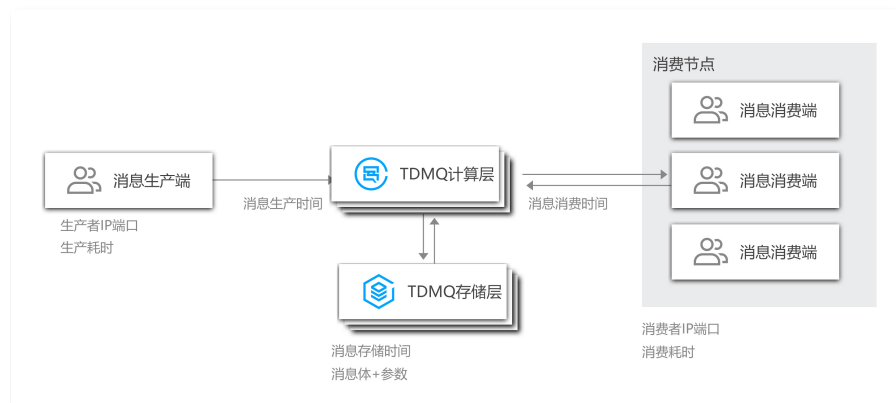 消费节点
消息消费端
消息生产端
TDMQ计算层
消息消费端
消息生产时间
消息消费时间
生产者IP端口
生产耗时
消息消费端
TDMQ存储层
消费者IP端口
消费耗时
消息存储时间
消息体+参数